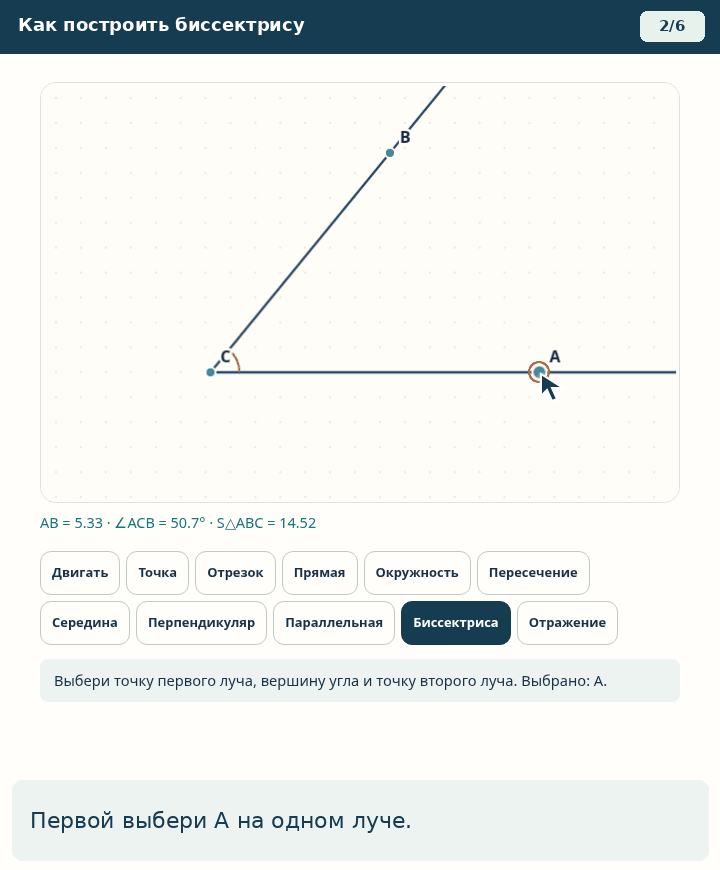 Как построить биссектрису
2/6
B
C
A
AB = 5.33 · ∠ACB = 50.7° · S△ABC = 14.52
Двигать
Точка
Отрезок
Прямая
Окружность
Пересечение
Середина
Перпендикуляр
Параллельная
Биссектриса
Отражение
Выбери точку первого луча, вершину угла и точку второго луча. Выбрано: A.
Первой выбери A на одном луче.